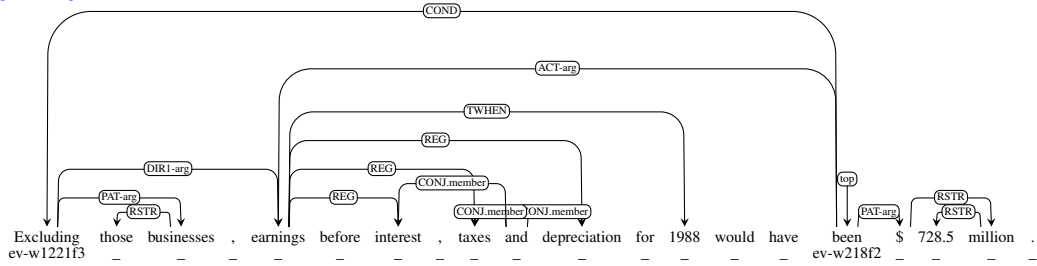 COND
ACT-arg
TWHEN
REG
DIR1-arg REG
CONJ.member top
PAT-arg REG RSTR
RSTR CONJ.member CONJ.member PAT-arg RSTR
Excluding those businesses , earnings before interest , taxes and depreciation for 1988 would have been $ 728.5 million .
ev-w1221f3 _ _ _ _ _ _ _ _ _ _ _ _ _ _ ev-w218f2 _ _ _ _